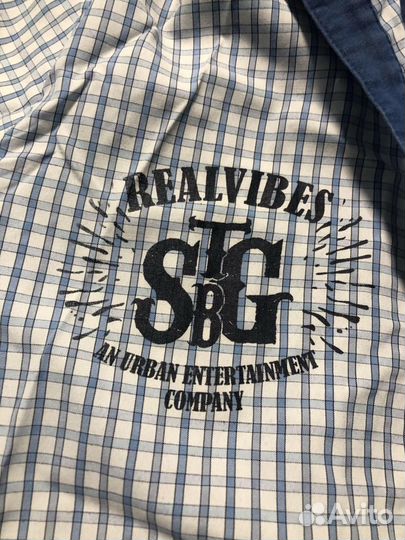 REALVIBES
STBG
AN URBAN ENTERTAINMENT
COMPANY
Avito